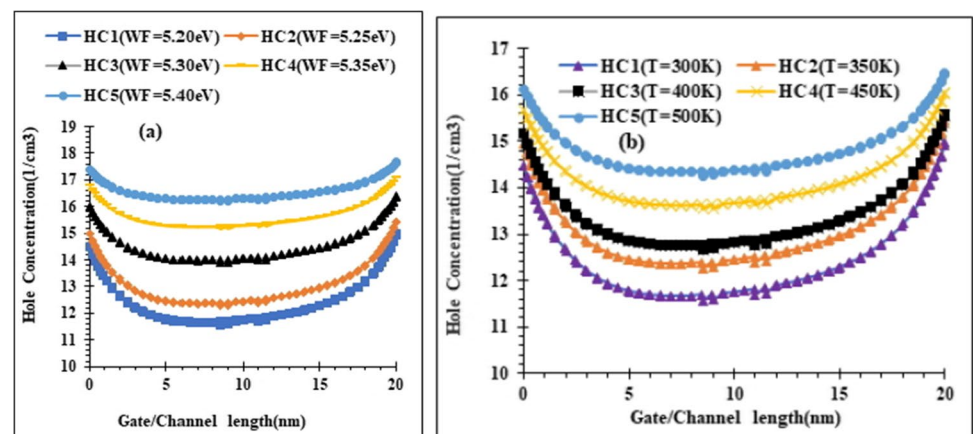 HC1(WF=5.20eV) HC2(WF=5.25eV)
HC3(WF=5.30eV) HC4(WF=5.35eV)
HC5(WF=5.40eV)
(a)
Hole Concentration(1/cm3)
19
18
17
16
15
14
13
12
11
10
0 5 10 15 20
Gate/Channel length(nm)
HC1(T=300K) HC2(T=350K)
HC3(T=400K) HC4(T=450K)
HC5(T=500K)
(b)
Hole Concentration(1/cm3)
17
16
15
14
13
12
11
10
0 5 10 15 20
Gate/Channel length(nm)